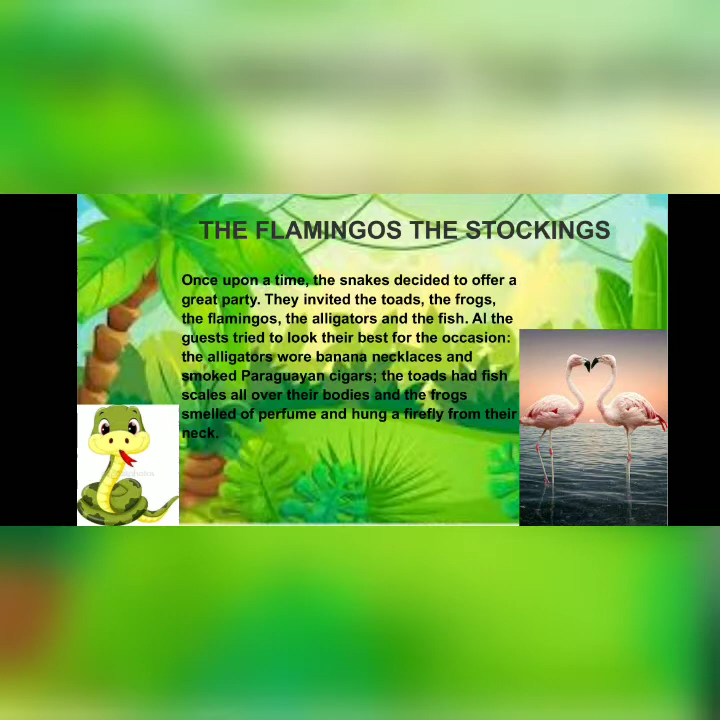 THE FLAMINGOS THE STOCKINGS
Once upon a time, the snakes decided to offer a
great party. They invited the toads, the frogs,
the flamingos, the alligators and the fish. Al the
guests tried to look their best for the occasion:
the alligators wore banana necklaces and
smoked Paraguayan cigars; the toads had fish
scales all over their bodies and the frogs
smelled of perfume and hung a firefly from their
neck.